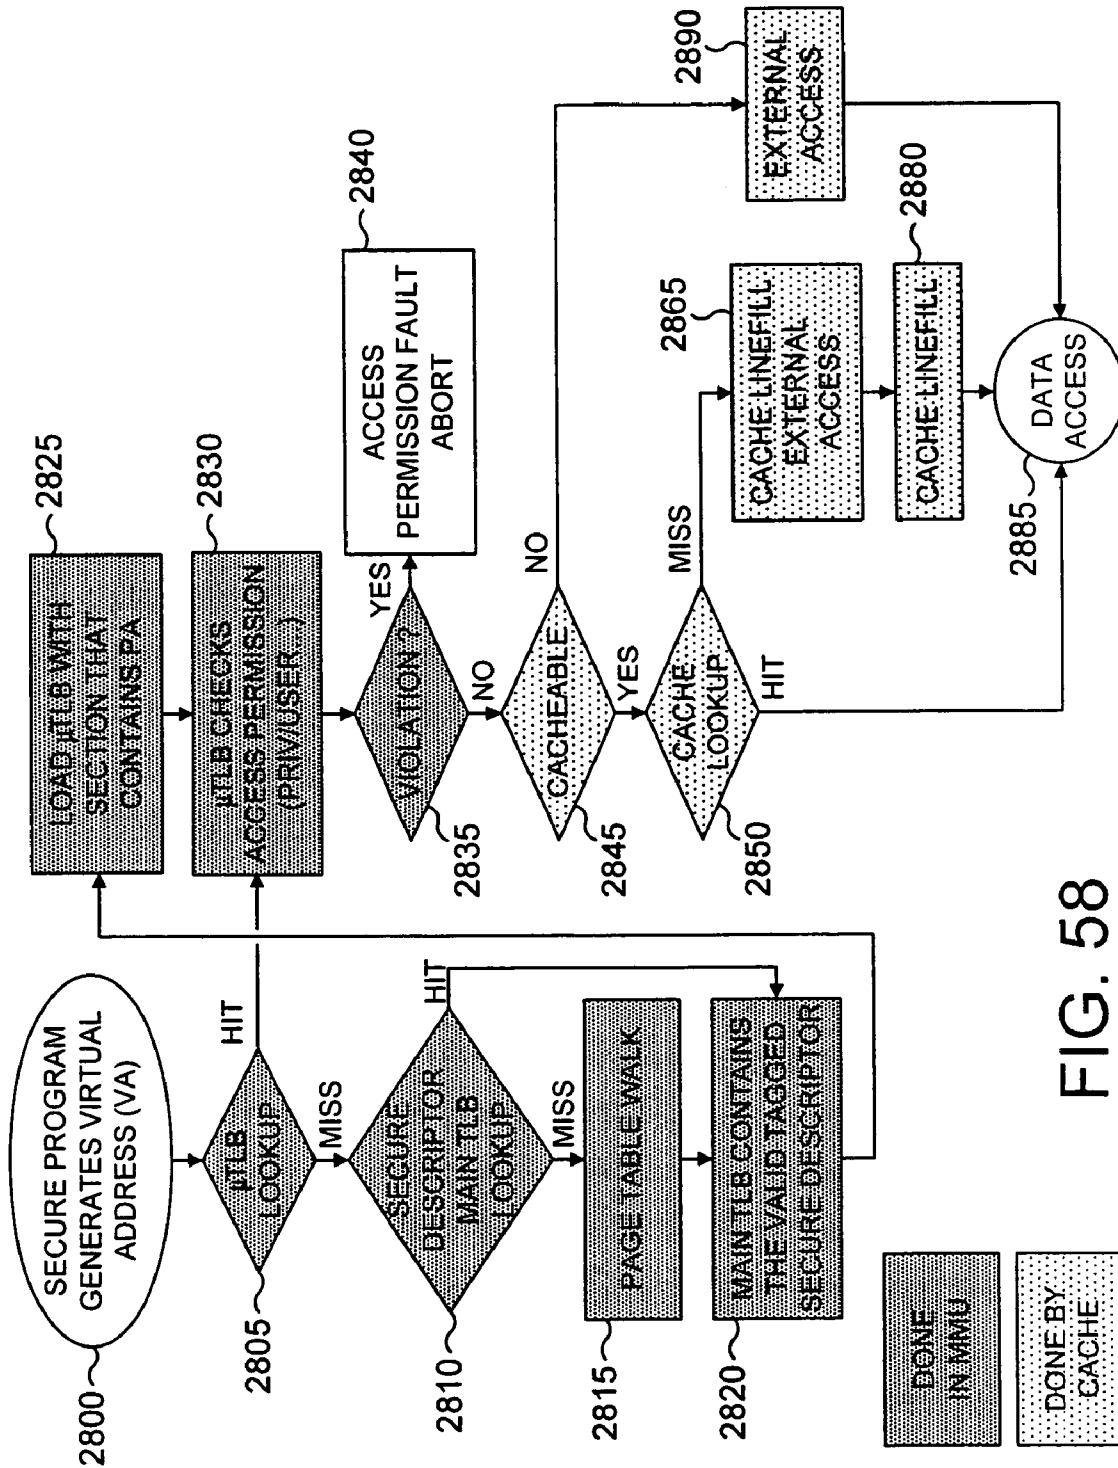 SECURE PROGRAM
GENERATES VIRTUAL
ADDRESS (VA)
2800
µTLB
LOOKUP
2805
HIT
MISS
SECURE
DESCRIPTOR
MAIN TLB
LOOKUP
2810
HIT
MISS
PAGE TABLE WALK
2815
MAIN TLB CONTAINS
THE VALID TAGGED
SECURE DESCRIPTOR
2820
LOAD µTLB WITH
SECTION THAT
CONTAINS PA
2825
µTLB CHECKS
ACCESS PERMISSION
(PRIV/USER...)
2830
VIOLATION ?
2835
YES
NO
ACCESS
PERMISSION FAULT
ABORT
2840
CACHEABLE
2845
NO
YES
CACHE
LOOKUP
2850
MISS
HIT
CACHE LINEFILL
EXTERNAL
ACCESS
2865
CACHE LINEFILL
2880
EXTERNAL
ACCESS
2890
DATA
ACCESS
2885
DONE
IN MMU
DONE BY
CACHE
FIG. 58